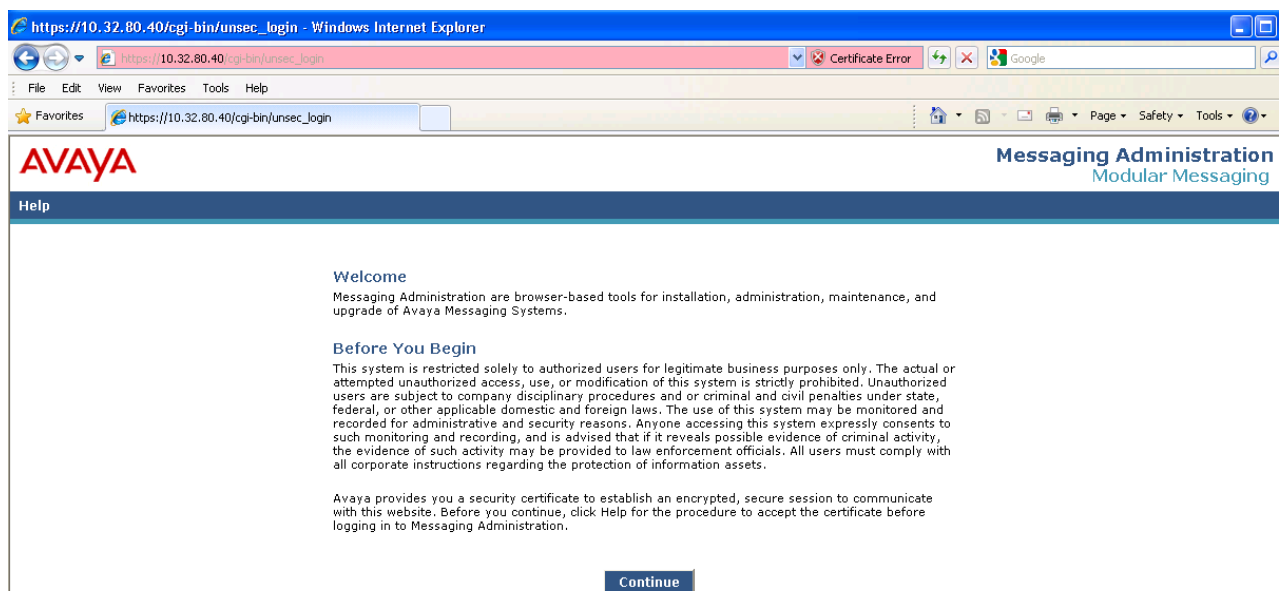 https://10.32.80.40/cgi-bin/unsec_login - Windows Internet Explorer
https://10.32.80.40/cgi-bin/unsec_login
Certificate Error
Google
File Edit View Favorites Tools Help
Favorites
https://10.32.80.40/cgi-bin/unsec_login
Page Safety Tools
AVAYA
Messaging Administration
Modular Messaging
Help
Welcome
Messaging Administration are browser-based tools for installation, administration, maintenance, and
upgrade of Avaya Messaging Systems.
Before You Begin
This system is restricted solely to authorized users for legitimate business purposes only. The actual or
attempted unauthorized access, use, or modification of this system is strictly prohibited. Unauthorized
users are subject to company disciplinary procedures and or criminal and civil penalties under state,
federal, or other applicable domestic and foreign laws. The use of this system may be monitored and
recorded for administrative and security reasons. Anyone accessing this system expressly consents to
such monitoring and recording, and is advised that if it reveals possible evidence of criminal activity,
the evidence of such activity may be provided to law enforcement officials. All users must comply with
all corporate instructions regarding the protection of information assets.
Avaya provides you a security certificate to establish an encrypted, secure session to communicate
with this website. Before you continue, click Help for the procedure to accept the certificate before
logging in to Messaging Administration.
Continue